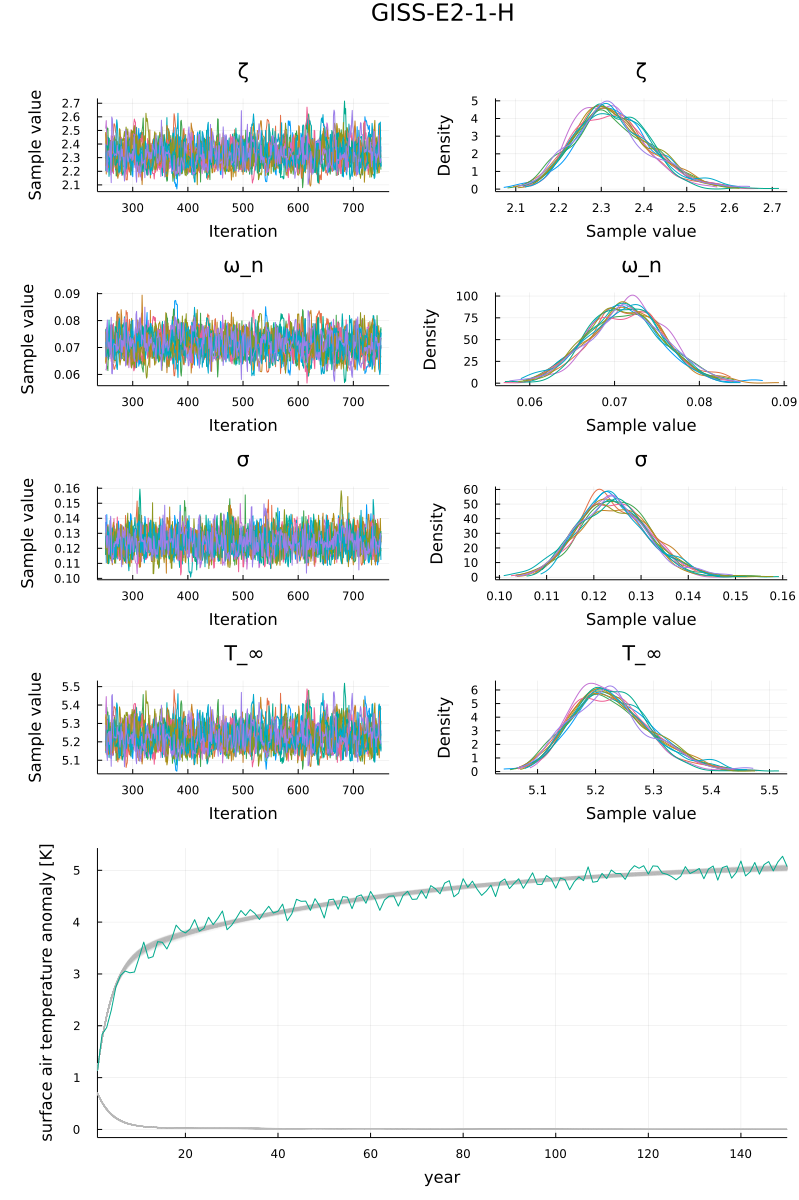 GISS-E2-1-H
ζ
Sample value
2.7
2.6
2.5
2.4
2.3
2.2
2.1
300 400 500 600 700
Iteration
ζ
Density
5
4
3
2
1
0
2.1 2.2 2.3 2.4 2.5 2.6 2.7
Sample value
ω_n
Sample value
0.09
0.08
0.07
0.06
300 400 500 600 700
Iteration
ω_n
Density
100
75
50
25
0
0.06 0.07 0.08 0.09
Sample value
σ
Sample value
0.16
0.15
0.14
0.13
0.12
0.11
0.10
300 400 500 600 700
Iteration
σ
Density
60
50
40
30
20
10
0
0.10 0.11 0.12 0.13 0.14 0.15 0.16
Sample value
T_∞
Sample value
5.5
5.4
5.3
5.2
5.1
300 400 500 600 700
Iteration
T_∞
Density
6
5
4
3
2
1
0
5.1 5.2 5.3 5.4 5.5
Sample value
surface air temperature anomaly [K]
5
4
3
2
1
0
20 40 60 80 100 120 140
year